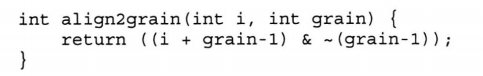 int align2grain(int i, int grain) {
    return ((i + grain-1) & ~(grain-1));
}